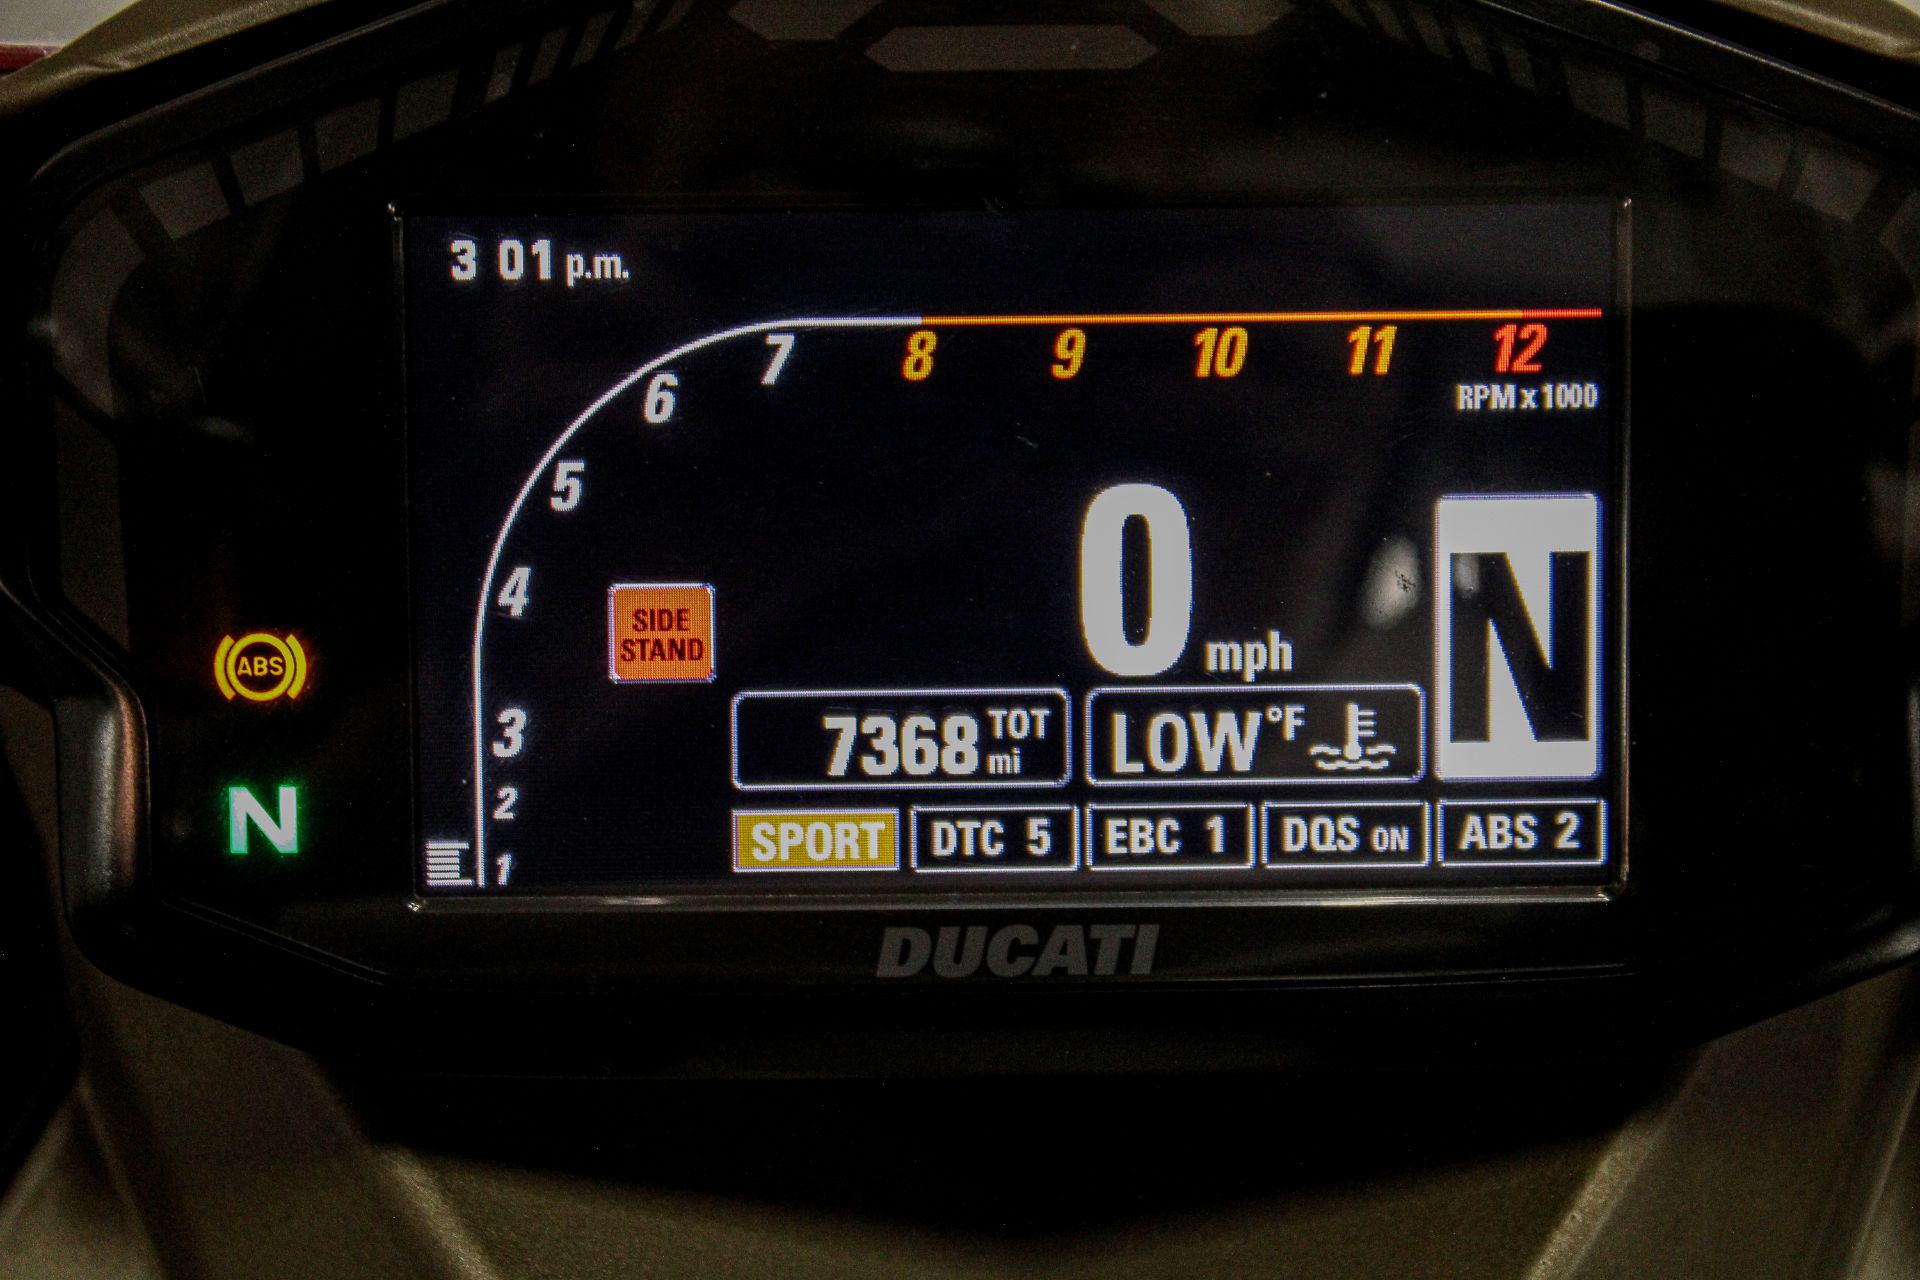 3 01 p.m.
7 8 9 10 11 12
6
RPM x 1000
5
4
0 mph
N
SIDE
STAND
ABS
3
7368 TOT mi
LOW °F
2
N
1
SPORT DTC 5 EBC 1 DQS ON ABS 2
DUCATI